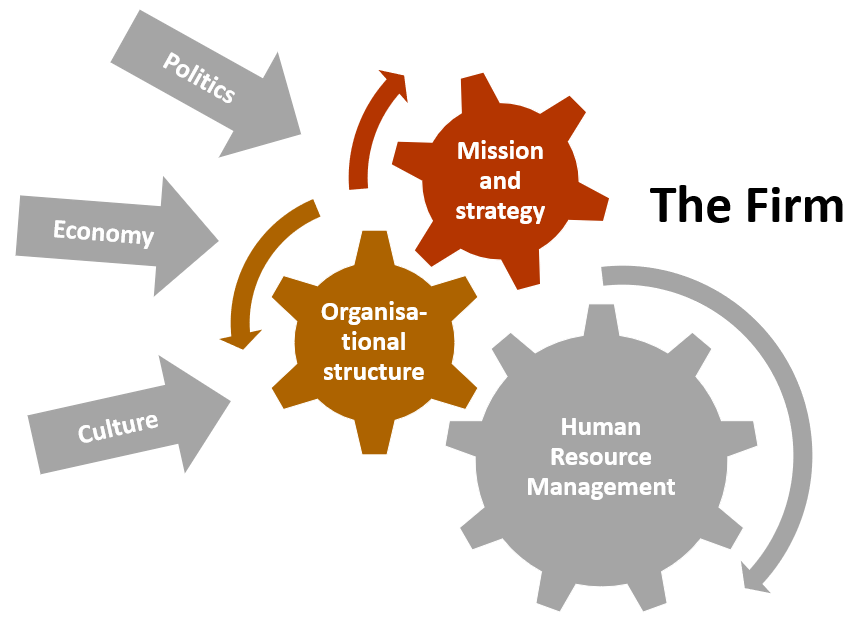 Politics
Economy
Culture
Mission
and
strategy
The Firm
Organisa-
tional
structure
Human
Resource
Management